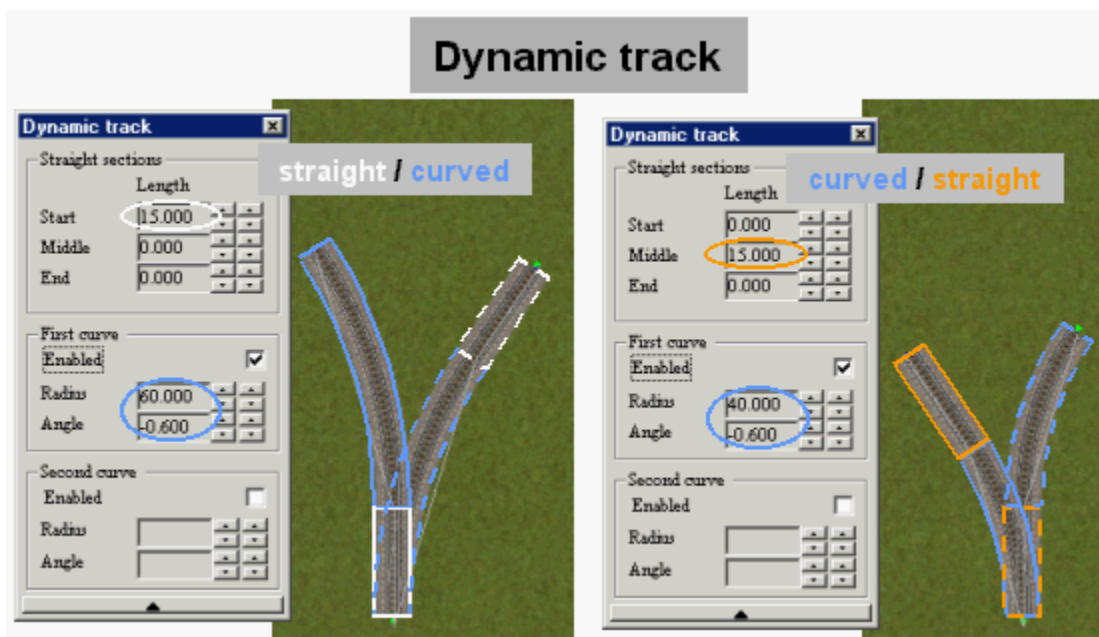 Dynamic track
Dynamic track
Straight sections
Length
Start 15.000
Middle 0.000
End 0.000
First curve
Enabled
Radius 60.000
Angle -0.600
Second curve
Enabled
Radius
Angle
straight / curved
Dynamic track
Straight sections
Length
Start 0.000
Middle 15.000
End 0.000
First curve
Enabled
Radius 40.000
Angle -0.600
Second curve
Enabled
Radius
Angle
curved / straight